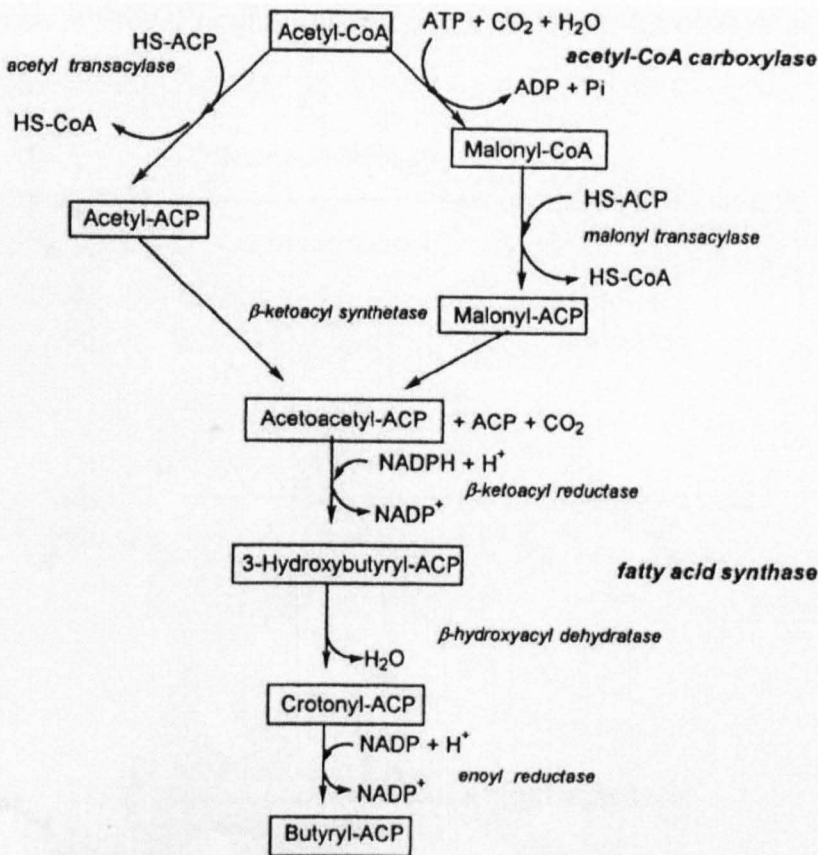 HS-ACP
Acetyl-CoA
ATP + CO₂ + H₂O
acetyl transacylase
acetyl-CoA carboxylase
ADP + Pi
HS-CoA
Malonyl-CoA
Acetyl-ACP
HS-ACP
malonyl transacylase
HS-CoA
β-ketoacyl synthetase
Malonyl-ACP
Acetoacetyl-ACP + ACP + CO₂
NADPH + H⁺
β-ketoacyl reductase
NADP⁺
3-Hydroxybutyryl-ACP
fatty acid synthase
β-hydroxyacyl dehydratase
H₂O
Crotonyl-ACP
NADP + H⁺
enoyl reductase
NADP⁺
Butyryl-ACP